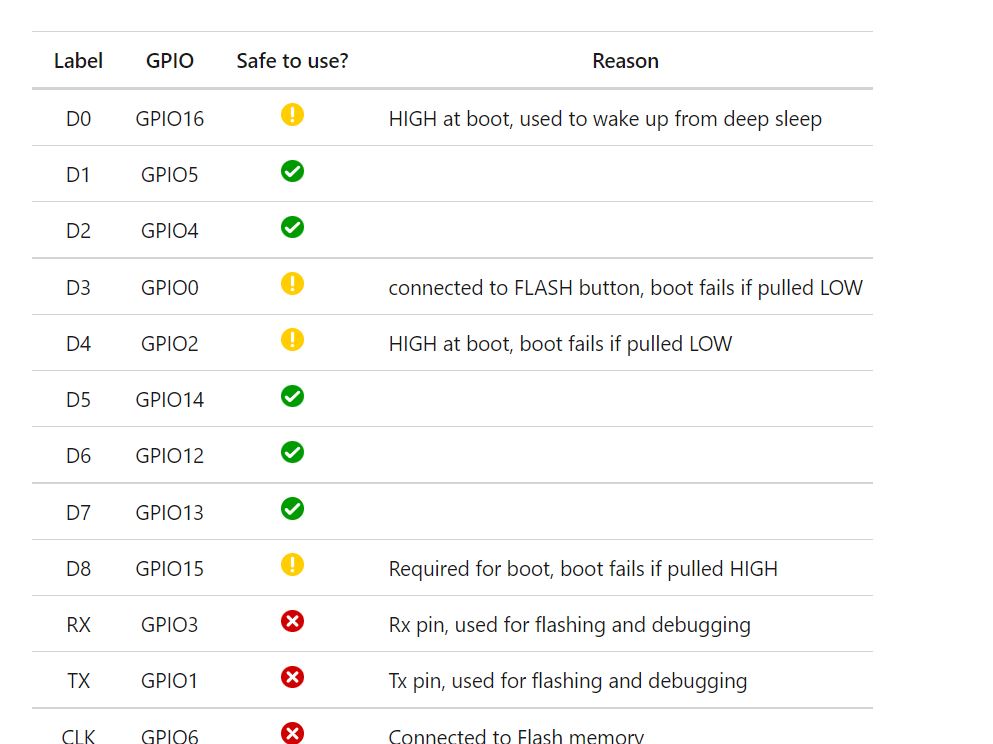 Label GPIO Safe to use? Reason
D0 GPIO16 HIGH at boot, used to wake up from deep sleep
D1 GPIO5
D2 GPIO4
D3 GPIO0 connected to FLASH button, boot fails if pulled LOW
D4 GPIO2 HIGH at boot, boot fails if pulled LOW
D5 GPIO14
D6 GPIO12
D7 GPIO13
D8 GPIO15 Required for boot, boot fails if pulled HIGH
RX GPIO3 Rx pin, used for flashing and debugging
TX GPIO1 Tx pin, used for flashing and debugging
CLK GPIO6 Connected to Flash memory